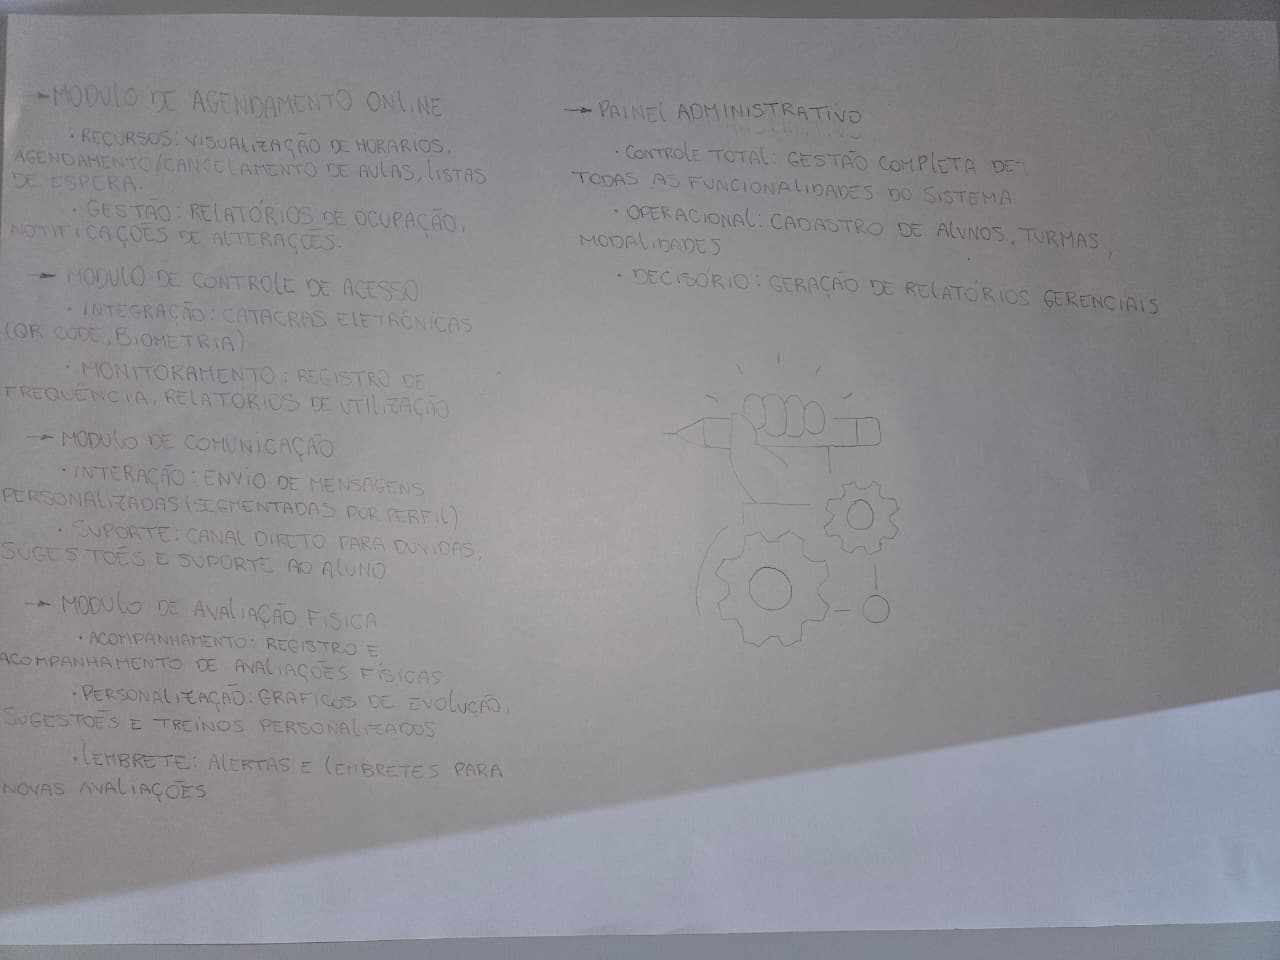 → MODULO DE AGENDAMENTO ONLINE
• RECURSOS: VISUALIZAÇÃO DE HORARIOS,
AGENDAMENTO/CANCELAMENTO DE AULAS, LISTAS
DE ESPERA.
• GESTÃO: RELATÓRIOS DE OCUPAÇÃO,
NOTIFICAÇÕES DE ALTERAÇÕES.
→ MODULO DE CONTROLE DE ACESSO
• INTEGRAÇÃO: CATACRAS ELETRÔNICAS
(QR CODE, BIOMETRIA)
• MONITORAMENTO: REGISTRO DE
FREQUÊNCIA, RELATORIOS DE UTILIZAÇÃO
→ MODULO DE COMUNICAÇÃO
• INTERAÇÃO: ENVIO DE MENSAGENS
PERSONALIZADAS (SEGMENTADAS POR PERFIL)
• SUPORTE: CANAL DIRETO PARA DUVIDAS,
SUGESTOES E SUPORTE AO ALUNO
→ MODULO DE AVALIAÇÃO FISICA
• ACOMPANHAMENTO: REGISTRO E
ACOMPANHAMENTO DE AVALIAÇÕES FÍSICAS
• PERSONALIZAÇÃO: GRAFICOS DE EVOLUÇÃO,
SUGESTOES E TREINOS PERSONALIZADOS
• LEMBRETE: ALERTAS E LEMBRETES PARA
NOVAS AVALIAÇÕES
→ PAINEL ADMINISTRATIVO
• CONTROLE TOTAL: GESTÃO COMPLETA DE
TODAS AS FUNCIONALIDADES DO SISTEMA
• OPERACIONAL: CADASTRO DE ALUNOS, TURMAS,
MODALIDADES
• DECISÓRIO: GERAÇÃO DE RELATÓRIOS GERENCIAIS